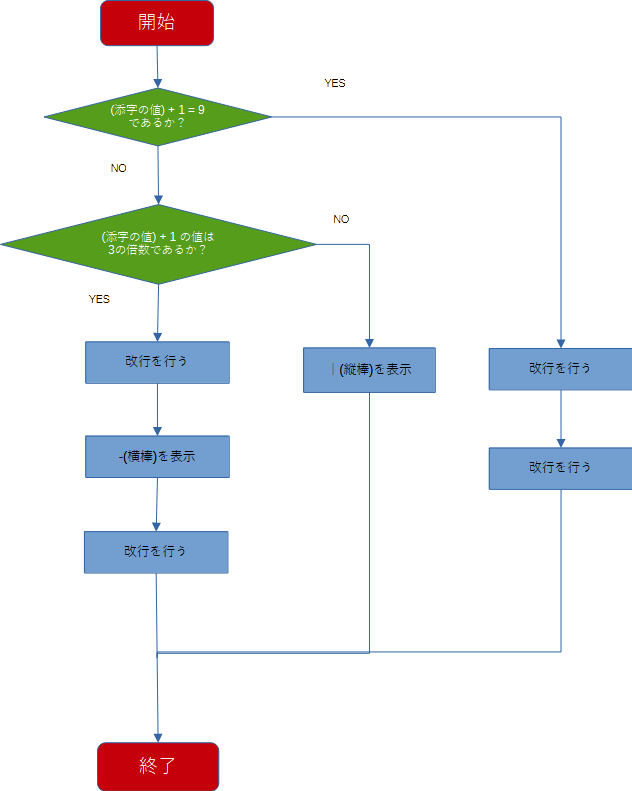 開始
YES
(添字の値) + 1 = 9
であるか？
NO
NO
(添字の値) + 1 の値は
3の倍数であるか？
YES
改行を行う
｜(縦棒)を表示
改行を行う
-(横棒)を表示
改行を行う
改行を行う
終了